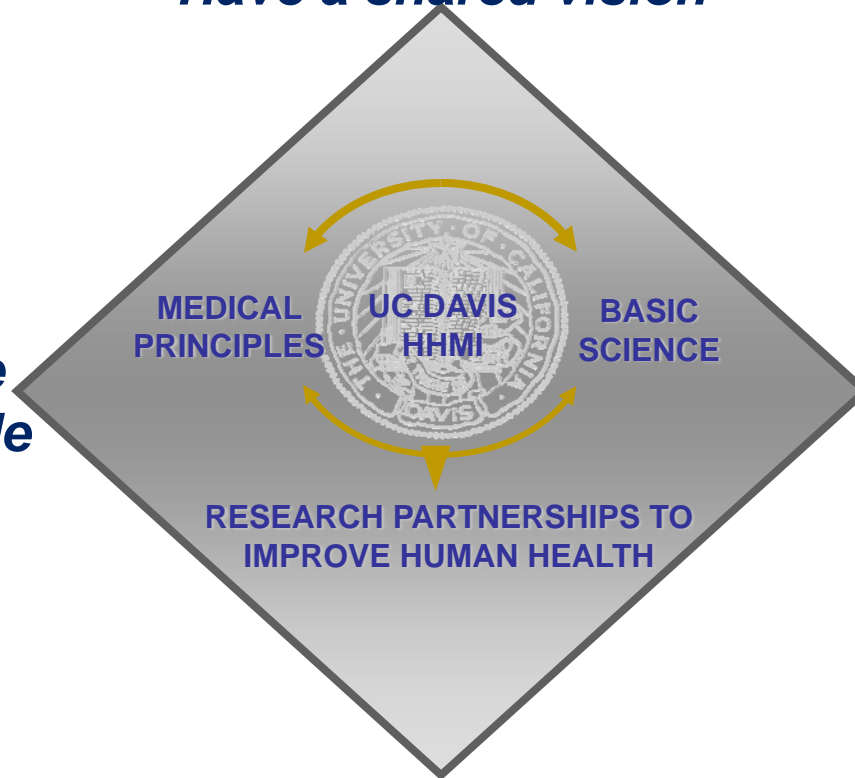 Have a shared vision
MEDICAL
PRINCIPLES
UC DAVIS
HHMI
BASIC
SCIENCE
THE · UNIVERSITY · OF · CALIFORNIA ·
DAVIS
RESEARCH PARTNERSHIPS TO
IMPROVE HUMAN HEALTH